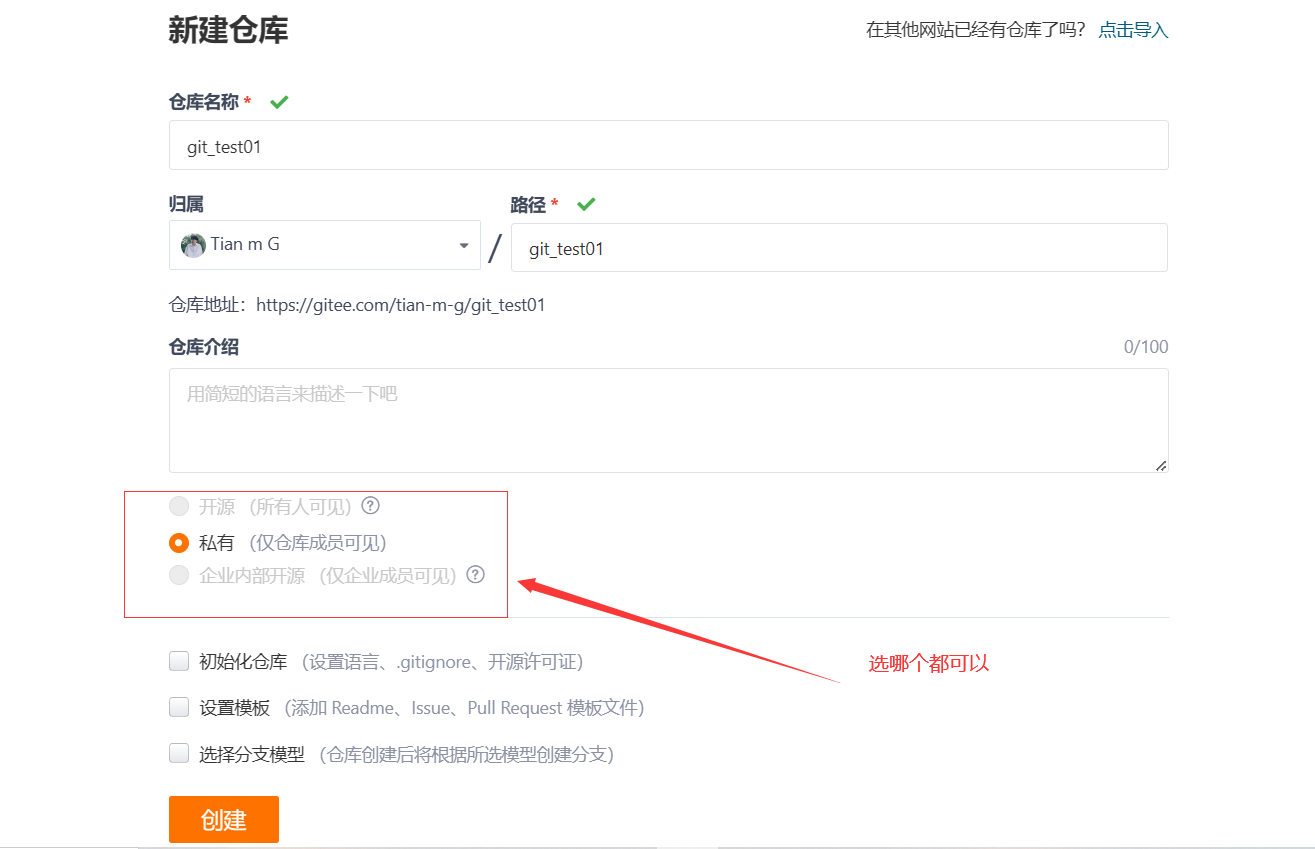 新建仓库
在其他网站已经有仓库了吗? 点击导入
仓库名称 *
git_test01
归属
路径 *
Tian m G
/
git_test01
仓库地址：https://gitee.com/tian-m-g/git_test01
仓库介绍
0/100
用简短的语言来描述一下吧
开源 （所有人可见） ?
私有 （仅仓库成员可见）
企业内部开源 （仅企业成员可见） ?
选哪个都可以
初始化仓库 （设置语言、.gitignore、开源许可证）
设置模板 （添加 Readme、Issue、Pull Request 模板文件）
选择分支模型 （仓库创建后将根据所选模型创建分支）
创建